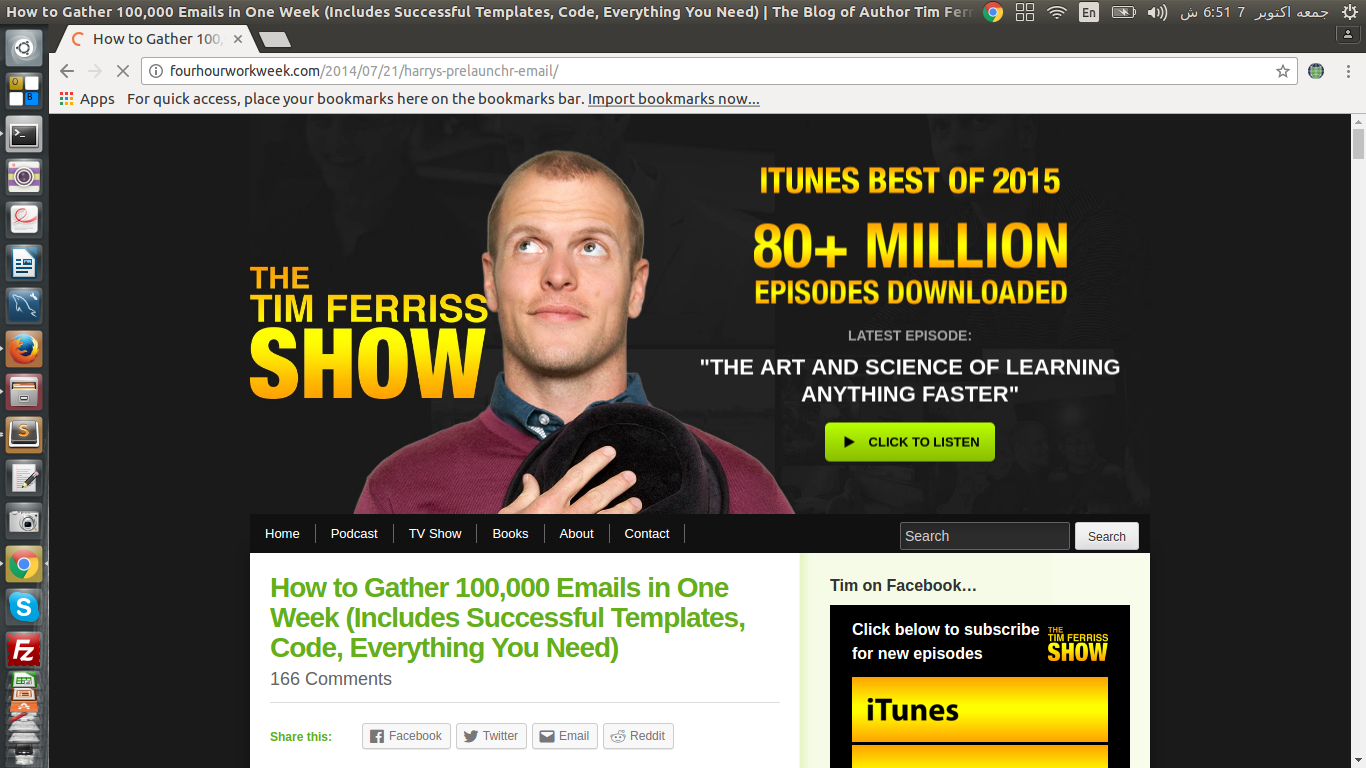 How to Gather 100,000 Emails in One Week (Includes Successful Templates, Code, Everything You Need) | The Blog of Author Tim Ferr
En
جمعه اکتوبر 7 6:51 ش
How to Gather 100,
fourhourworkweek.com/2014/07/21/harrys-prelaunchr-email/
Apps
For quick access, place your bookmarks here on the bookmarks bar. Import bookmarks now...
THE
TIM FERRISS
SHOW
ITUNES BEST OF 2015
80+ MILLION
EPISODES DOWNLOADED
LATEST EPISODE:
"THE ART AND SCIENCE OF LEARNING
ANYTHING FASTER"
CLICK TO LISTEN
Home
Podcast
TV Show
Books
About
Contact
Search
Search
How to Gather 100,000 Emails in One
Week (Includes Successful Templates,
Code, Everything You Need)
166 Comments
Share this:
Facebook
Twitter
Email
Reddit
Tim on Facebook…
Click below to subscribe
for new episodes
THE
TIM FERRISS
SHOW
iTunes